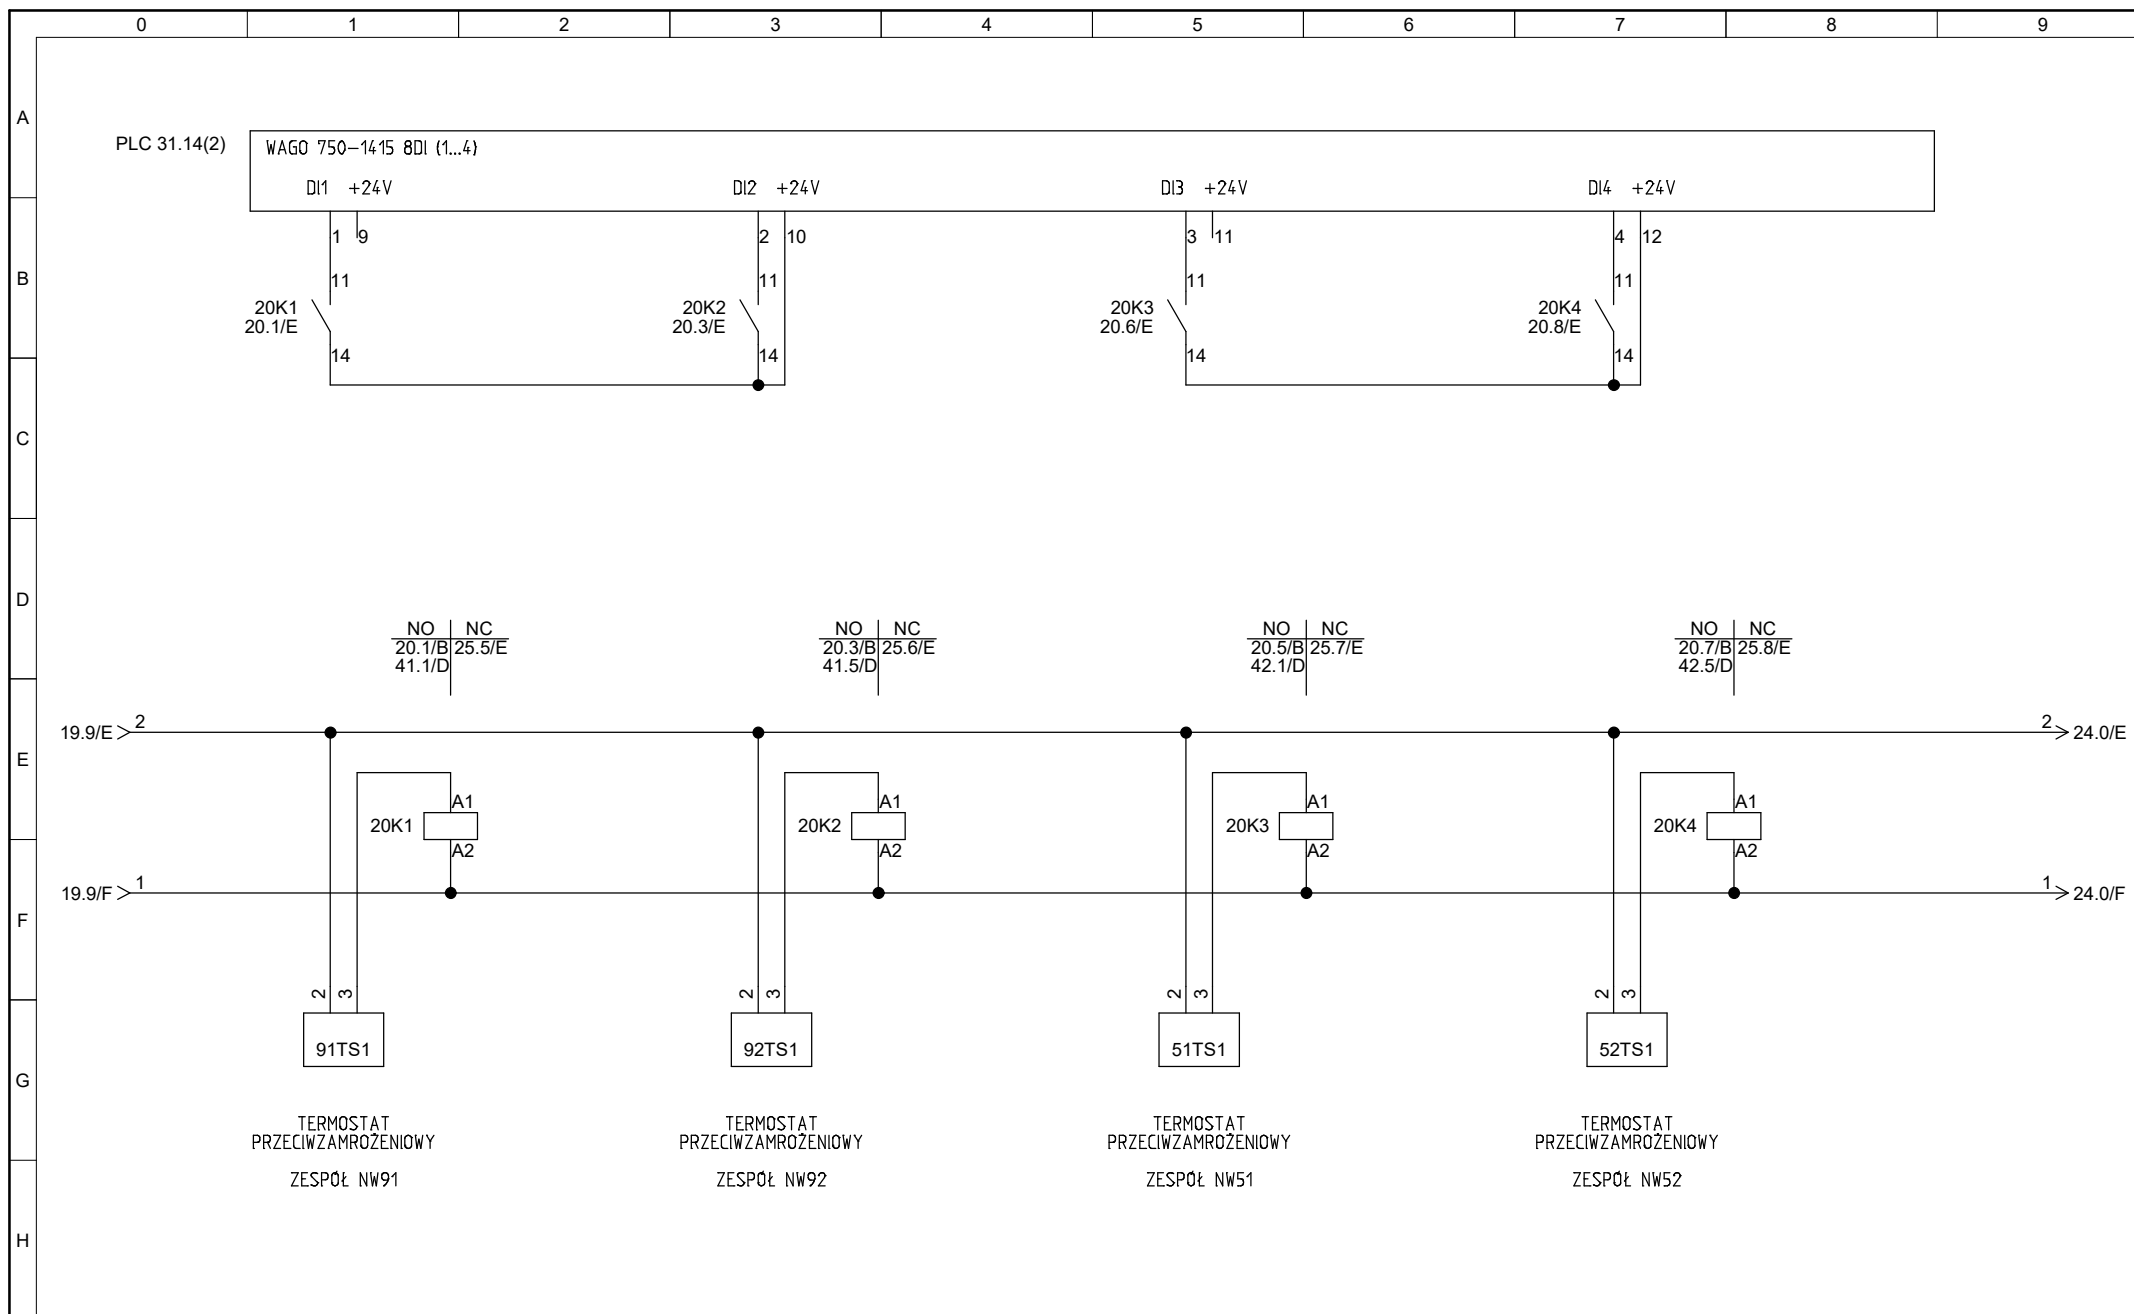 0 1 2 3 4 5 6 7 8 9
A
PLC 31.14(2) WAGO 750-1415 8DI (1...4)
DI1 +24V DI2 +24V DI3 +24V DI4 +24V
1 9 2 10 3 11 4 12
B
11 11 11 11
20K1 20K2 20K3 20K4
20.1/E 20.3/E 20.6/E 20.8/E
14 14 14 14
C
D
NO NC NO NC NO NC NO NC
20.1/B 25.5/E 20.3/B 25.6/E 20.5/B 25.7/E 20.7/B 25.8/E
41.1/D 41.5/D 42.1/D 42.5/D
19.9/E 2 2 24.0/E
E
A1 A1 A1 A1
20K1 20K2 20K3 20K4
A2 A2 A2 A2
19.9/F 1 1 24.0/F
F
2 3 2 3 2 3 2 3
91TS1 92TS1 51TS1 52TS1
G
TERMOSTAT TERMOSTAT TERMOSTAT TERMOSTAT
PRZECIWZAMROŻENIOWY PRZECIWZAMROŻENIOWY PRZECIWZAMROŻENIOWY PRZECIWZAMROŻENIOWY
ZESPÓŁ NW91 ZESPÓŁ NW92 ZESPÓŁ NW51 ZESPÓŁ NW52
H